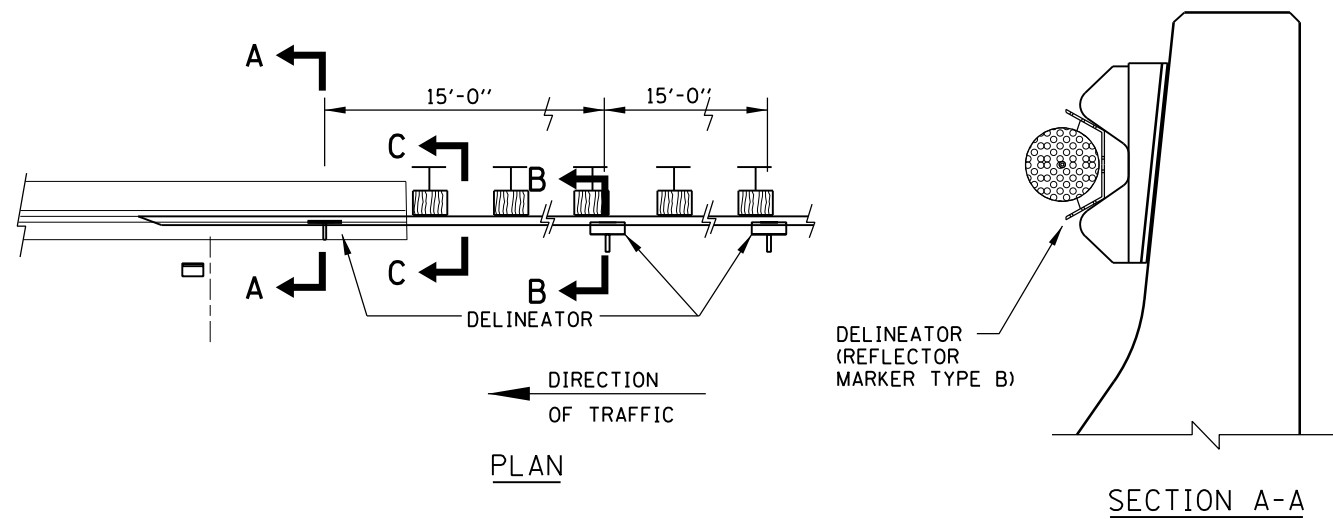 A
15'-0''
15'-0''
C
B
A
C
B
DELINEATOR
DIRECTION
OF TRAFFIC
PLAN
DELINEATOR
(REFLECTOR
MARKER TYPE B)
SECTION A-A